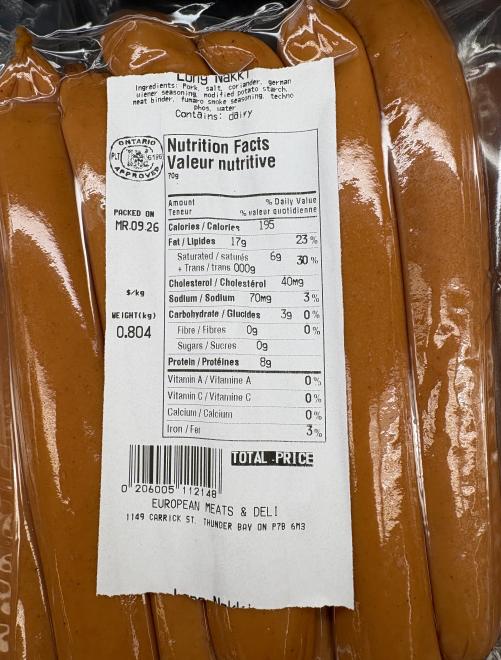 Long Nakki
Ingredients: Pork, salt, coriander, german
wiener seasoning, modified potato starch,
meat binder, fumaro smoke seasoning, techno
phos, water
Contains: dairy
ONTARIO
PLT 6196
APPROVED
Nutrition Facts
Valeur nutritive
70g
Amount % Daily Value
Teneur % valeur quotidienne
Calories / Calories 195
Fat / Lipides 17g 23 %
Saturated / saturés 6g 30 %
+ Trans / trans 000g
Cholesterol / Cholestérol 40mg
Sodium / Sodium 70mg 3 %
Carbohydrate / Glucides 3g 0 %
Fibre / Fibres 0g 0 %
Sugars / Sucres 0g
Protein / Protéines 8g
Vitamin A / Vitamine A 0 %
Vitamin C / Vitamine C 0 %
Calcium / Calcium 0 %
Iron / Fer 3 %
PACKED ON
MR.09.26
$/kg
WEIGHT(kg)
0.804
TOTAL PRICE
0 206005 112148
EUROPEAN MEATS & DELI
1149 CARRICK ST. THUNDER BAY ON P7B 6M3
Long Nakki